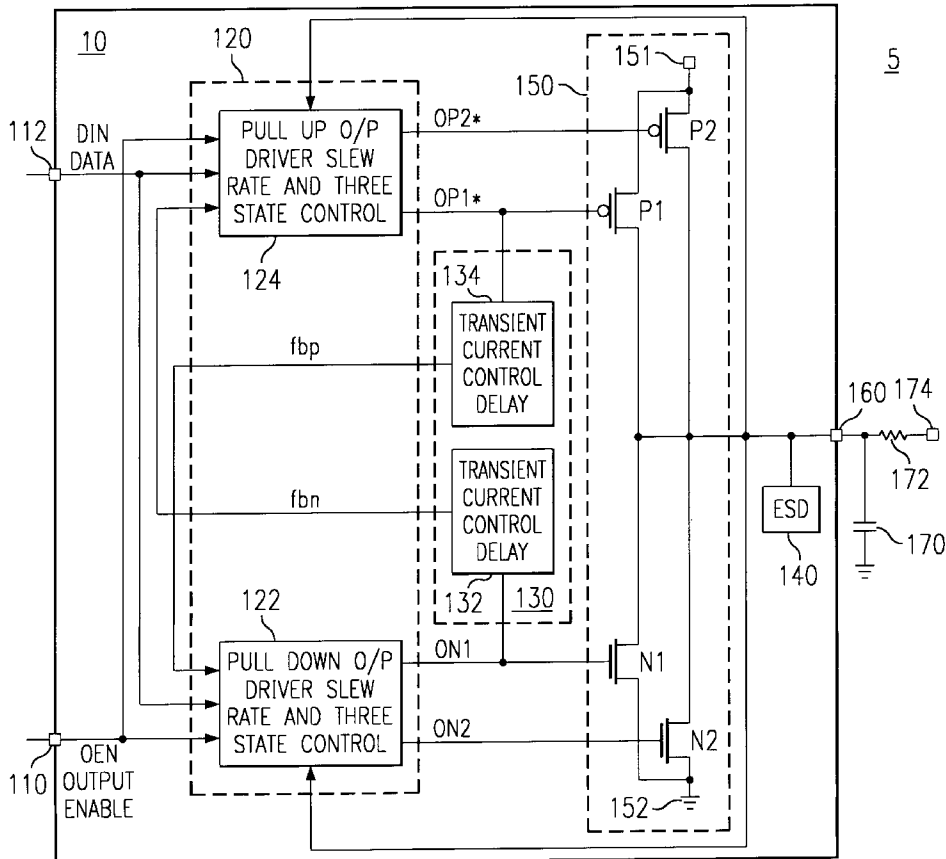 10
120
151
5
150
112
DIN
DATA
PULL UP O/P
DRIVER SLEW
RATE AND THREE
STATE CONTROL
OP2*
P2
OP1*
P1
124
134
TRANSIENT
CURRENT
CONTROL
DELAY
fbp
160
174
172
TRANSIENT
CURRENT
CONTROL
DELAY
fbn
ESD
140
170
132
130
122
PULL DOWN O/P
DRIVER SLEW
RATE AND THREE
STATE CONTROL
ON1
N1
ON2
N2
110
OEN
OUTPUT
ENABLE
152